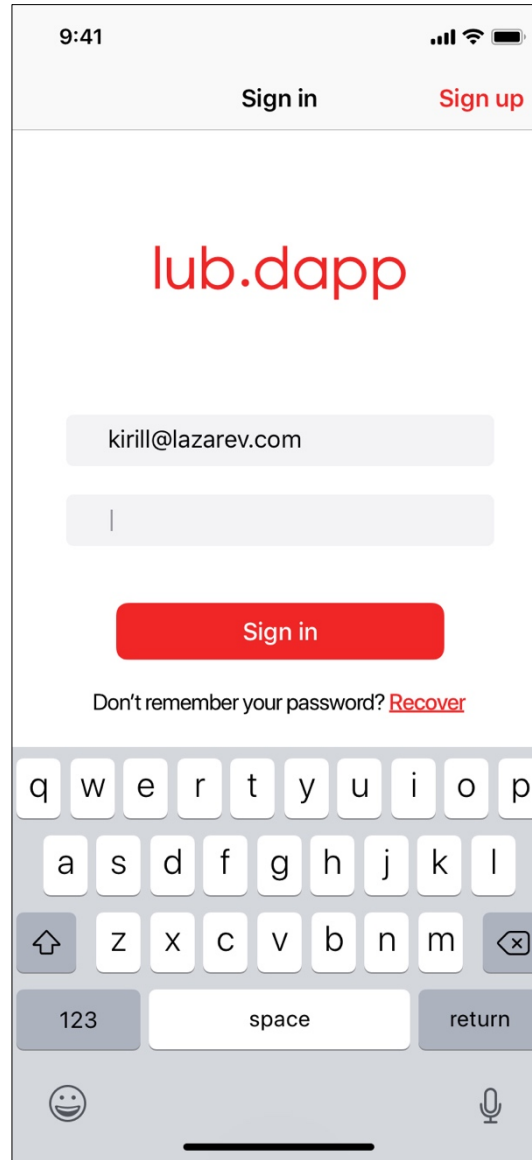 9:41
Sign in Sign up
lub.dapp
kirill@lazarev.com
Sign in
Don’t remember your password? Recover
q w e r t y u i o p
a s d f g h j k l
z x c v b n m
123 space return